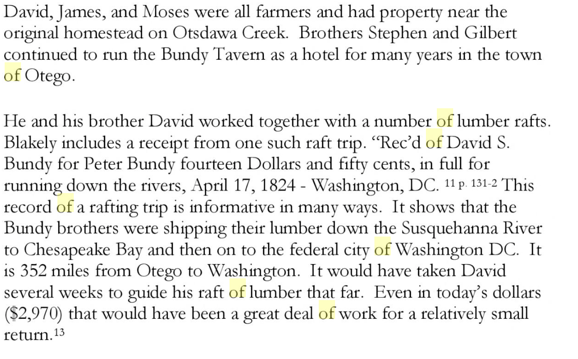 David, James, and Moses were all farmers and had property near the
original homestead on Otsdawa Creek. Brothers Stephen and Gilbert
continued to run the Bundy Tavern as a hotel for many years in the town
of Otego.

He and his brother David worked together with a number of lumber rafts.
Blakely includes a receipt from one such raft trip. “Rec’d of David S.
Bundy for Peter Bundy fourteen Dollars and fifty cents, in full for
running down the rivers, April 17, 1824 - Washington, DC. 11 p. 131-2 This
record of a rafting trip is informative in many ways. It shows that the
Bundy brothers were shipping their lumber down the Susquehanna River
to Chesapeake Bay and then on to the federal city of Washington DC. It
is 352 miles from Otego to Washington. It would have taken David
several weeks to guide his raft of lumber that far. Even in today’s dollars
($2,970) that would have been a great deal of work for a relatively small
return.13